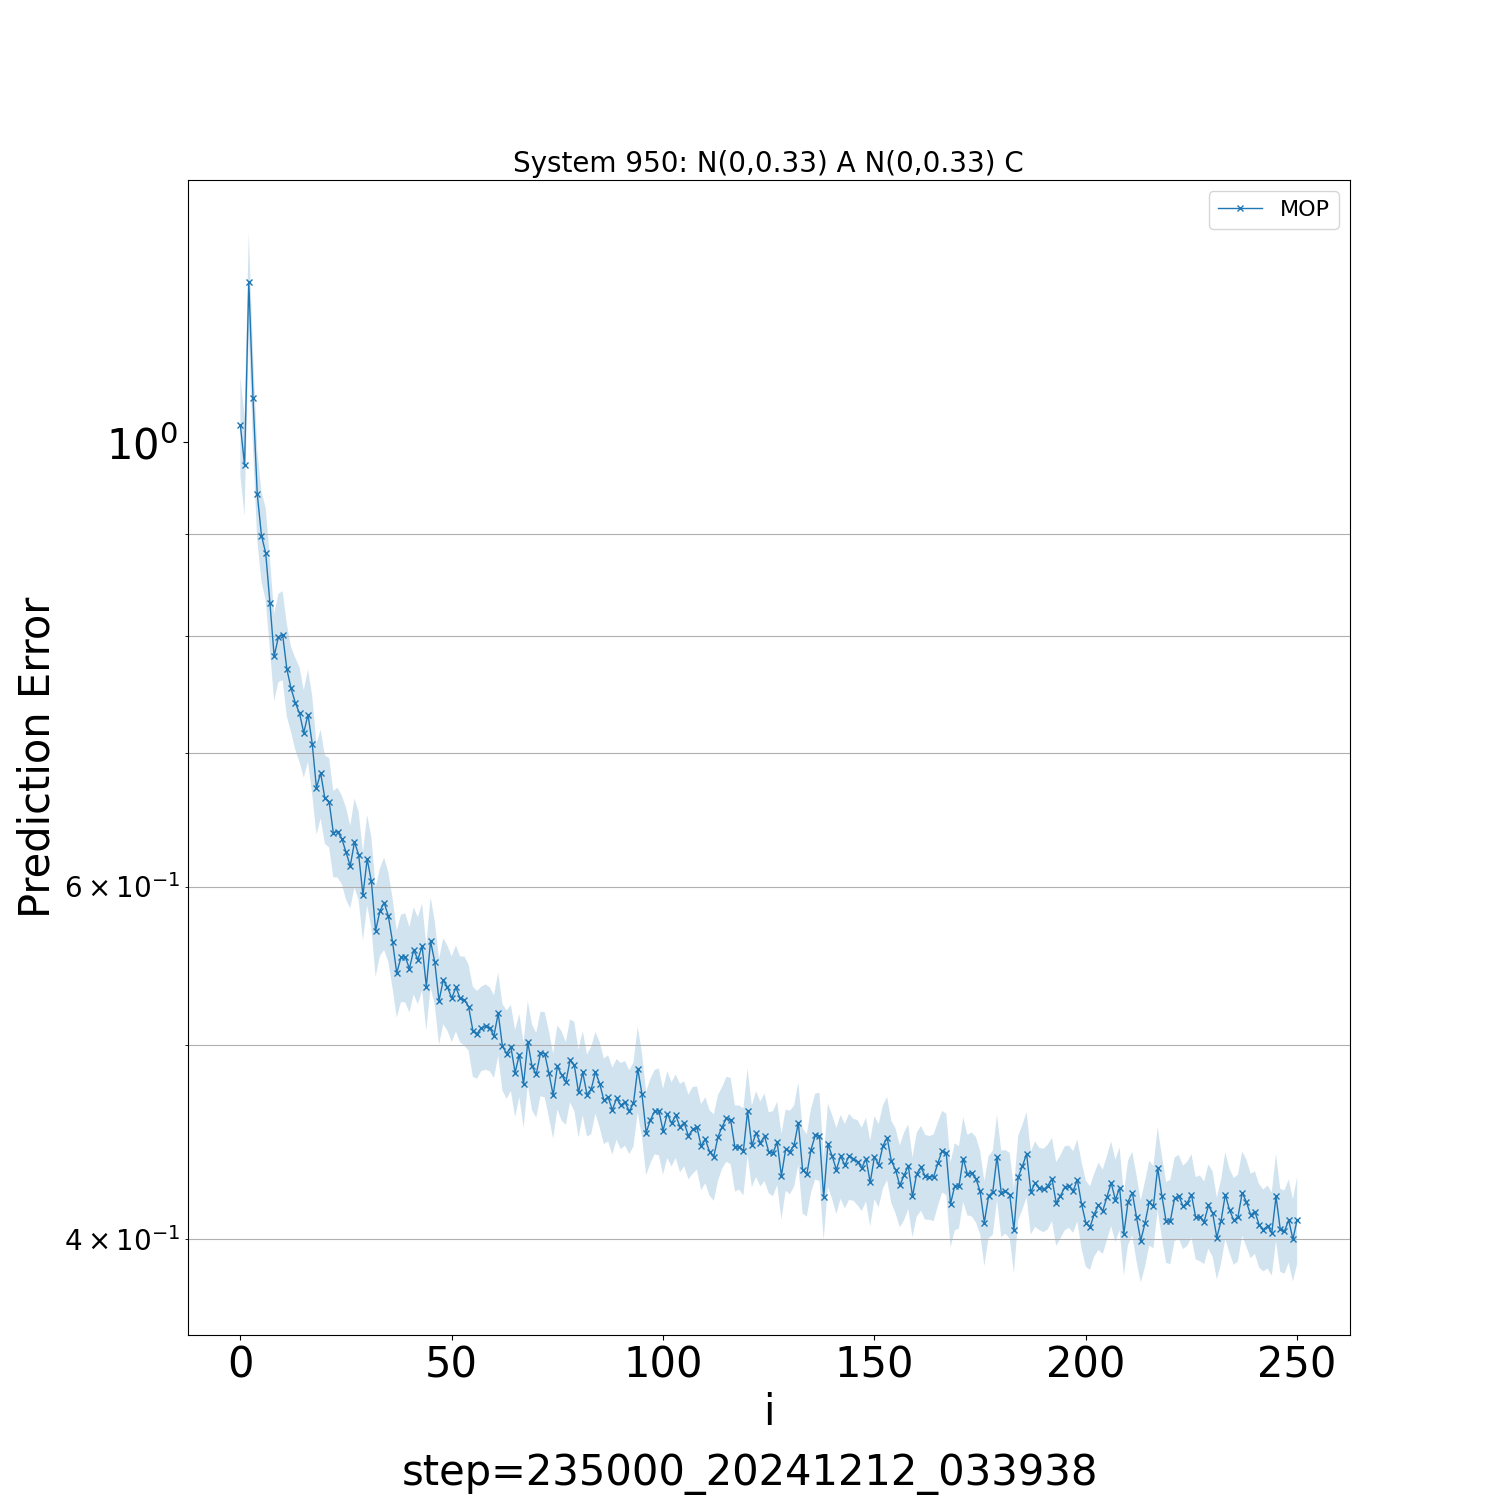 System 950: N(0,0.33) A N(0,0.33) C
MOP
10⁰
6 × 10⁻¹
4 × 10⁻¹
Prediction Error
0 50 100 150 200 250
i
step=235000_20241212_033938